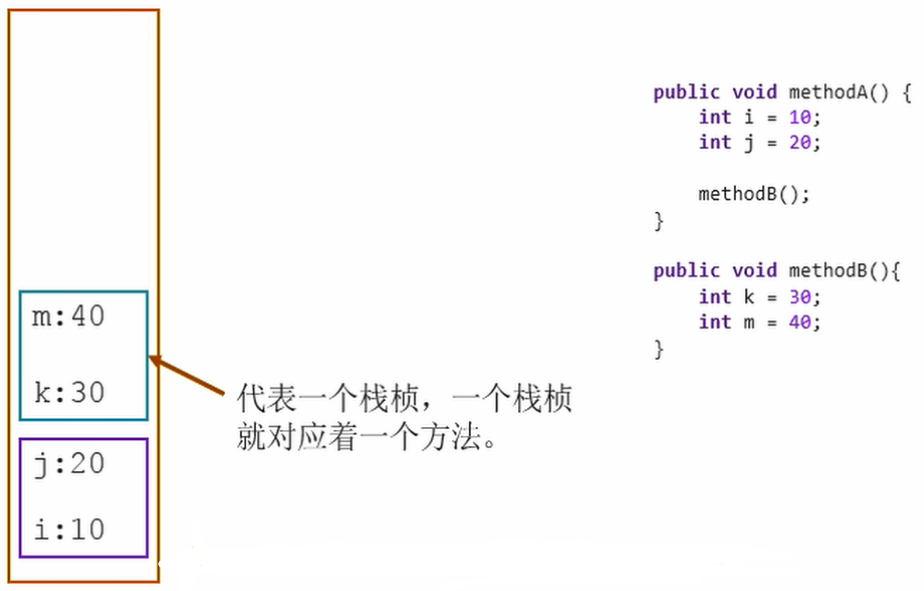 public void methodA() {
int i = 10;
int j = 20;
methodB();
}
public void methodB(){
int k = 30;
int m = 40;
}
m:40
k:30
代表一个栈桢，一个栈桢
就对应着一个方法。
j:20
i:10